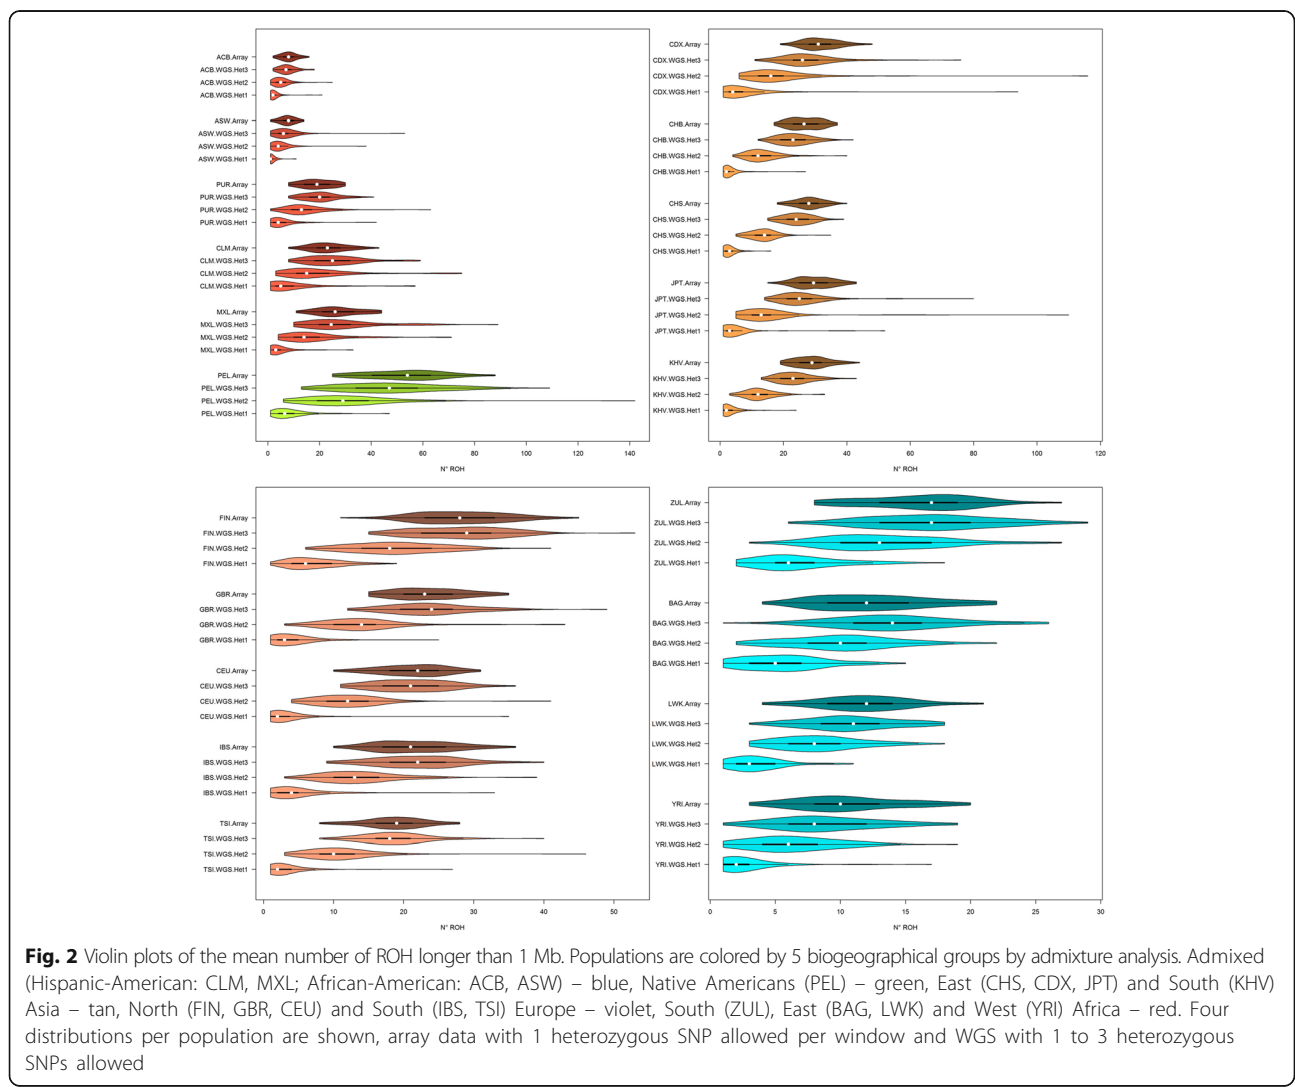 ACB.Array
ACB.WGS.Het3
ACB.WGS.Het2
ACB.WGS.Het1
ASW.Array
ASW.WGS.Het3
ASW.WGS.Het2
ASW.WGS.Het1
PUR.Array
PUR.WGS.Het3
PUR.WGS.Het2
PUR.WGS.Het1
CLM.Array
CLM.WGS.Het3
CLM.WGS.Het2
CLM.WGS.Het1
MXL.Array
MXL.WGS.Het3
MXL.WGS.Het2
MXL.WGS.Het1
PEL.Array
PEL.WGS.Het3
PEL.WGS.Het2
PEL.WGS.Het1
0 20 40 60 80 100 120 140
N° ROH
CDX.Array
CDX.WGS.Het3
CDX.WGS.Het2
CDX.WGS.Het1
CHB.Array
CHB.WGS.Het3
CHB.WGS.Het2
CHB.WGS.Het1
CHS.Array
CHS.WGS.Het3
CHS.WGS.Het2
CHS.WGS.Het1
JPT.Array
JPT.WGS.Het3
JPT.WGS.Het2
JPT.WGS.Het1
KHV.Array
KHV.WGS.Het3
KHV.WGS.Het2
KHV.WGS.Het1
0 20 40 60 80 100 120
N° ROH
FIN.Array
FIN.WGS.Het3
FIN.WGS.Het2
FIN.WGS.Het1
GBR.Array
GBR.WGS.Het3
GBR.WGS.Het2
GBR.WGS.Het1
CEU.Array
CEU.WGS.Het3
CEU.WGS.Het2
CEU.WGS.Het1
IBS.Array
IBS.WGS.Het3
IBS.WGS.Het2
IBS.WGS.Het1
TSI.Array
TSI.WGS.Het3
TSI.WGS.Het2
TSI.WGS.Het1
0 10 20 30 40 50
N° ROH
ZUL.Array
ZUL.WGS.Het3
ZUL.WGS.Het2
ZUL.WGS.Het1
BAG.Array
BAG.WGS.Het3
BAG.WGS.Het2
BAG.WGS.Het1
LWK.Array
LWK.WGS.Het3
LWK.WGS.Het2
LWK.WGS.Het1
YRI.Array
YRI.WGS.Het3
YRI.WGS.Het2
YRI.WGS.Het1
0 5 10 15 20 25 30
N° ROH
Fig. 2 Violin plots of the mean number of ROH longer than 1 Mb. Populations are colored by 5 biogeographical groups by admixture analysis. Admixed
(Hispanic-American: CLM, MXL; African-American: ACB, ASW) – blue, Native Americans (PEL) – green, East (CHS, CDX, JPT) and South (KHV)
Asia – tan, North (FIN, GBR, CEU) and South (IBS, TSI) Europe – violet, South (ZUL), East (BAG, LWK) and West (YRI) Africa – red. Four
distributions per population are shown, array data with 1 heterozygous SNP allowed per window and WGS with 1 to 3 heterozygous
SNPs allowed